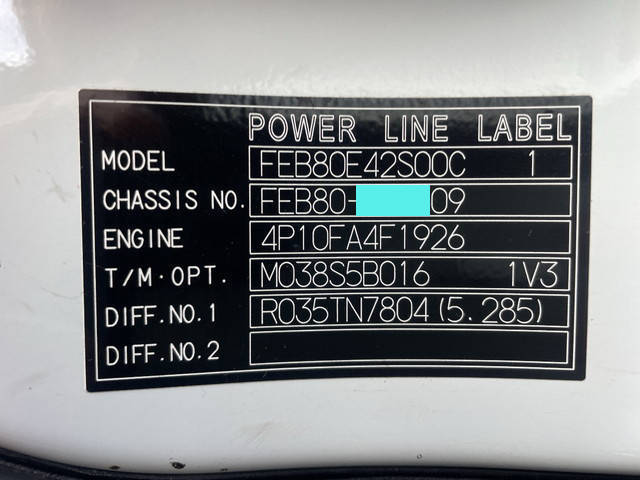 POWER LINE LABEL
MODEL FEB80E42S00C 1
CHASSIS NO. FEB80- 09
ENGINE 4P10FA4F1926
T/M·OPT. M038S5B016 1V3
DIFF.NO.1 R035TN7804(5.285)
DIFF.NO.2